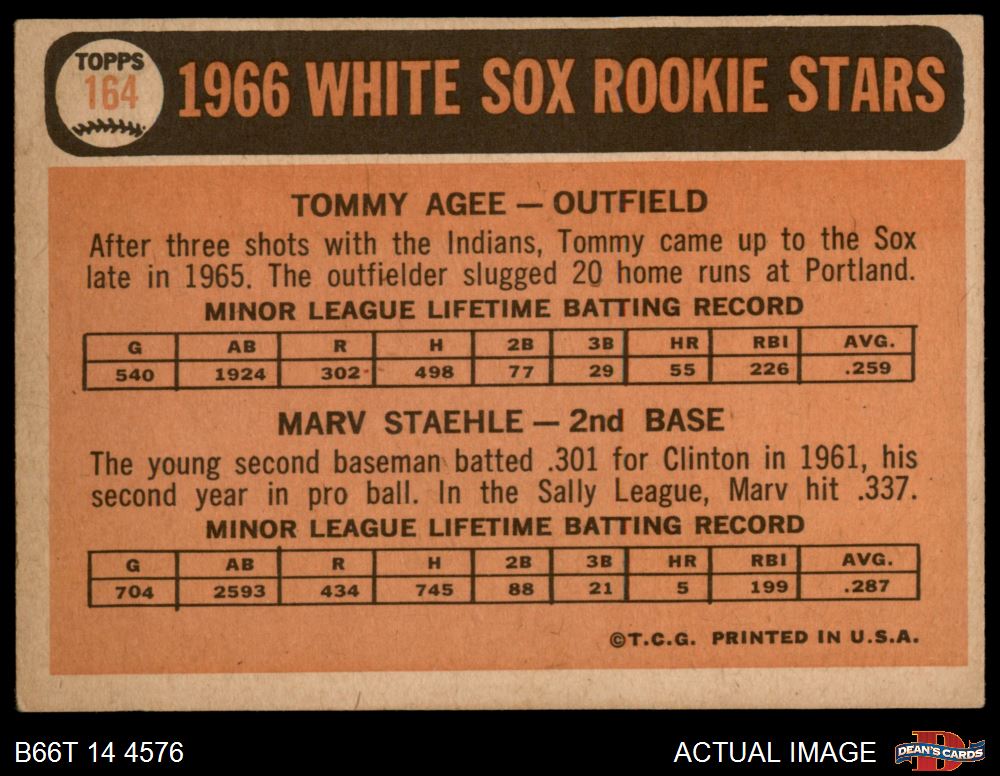 TOPPS
164
1966 WHITE SOX ROOKIE STARS
TOMMY AGEE — OUTFIELD
After three shots with the Indians, Tommy came up to the Sox
late in 1965. The outfielder slugged 20 home runs at Portland.
MINOR LEAGUE LIFETIME BATTING RECORD
G AB R H 2B 3B HR RBI AVG.
540 1924 302 498 77 29 55 226 .259
MARV STAEHLE — 2nd BASE
The young second baseman batted .301 for Clinton in 1961, his
second year in pro ball. In the Sally League, Marv hit .337.
MINOR LEAGUE LIFETIME BATTING RECORD
G AB R H 2B 3B HR RBI AVG.
704 2593 434 745 88 21 5 199 .287
©T.C.G. PRINTED IN U.S.A.
B66T 14 4576
ACTUAL IMAGE
D
DEAN'S CARDS